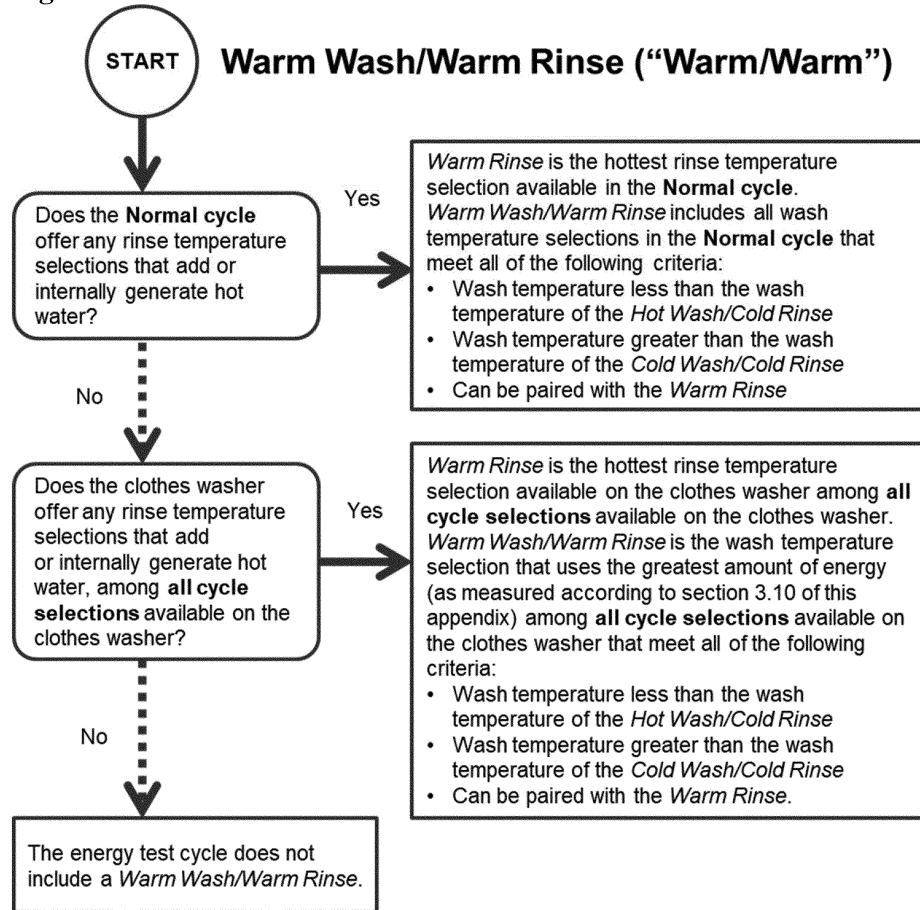 START
Warm Wash/Warm Rinse (“Warm/Warm”)
Does the Normal cycle
offer any rinse temperature
selections that add or
internally generate hot
water?
Yes
Warm Rinse is the hottest rinse temperature
selection available in the Normal cycle.
Warm Wash/Warm Rinse includes all wash
temperature selections in the Normal cycle that
meet all of the following criteria:
• Wash temperature less than the wash
temperature of the Hot Wash/Cold Rinse
• Wash temperature greater than the wash
temperature of the Cold Wash/Cold Rinse
• Can be paired with the Warm Rinse
No
Does the clothes washer
offer any rinse temperature
selections that add
or internally generate hot
water, among all cycle
selections available on the
clothes washer?
Yes
Warm Rinse is the hottest rinse temperature
selection available on the clothes washer among all
cycle selections available on the clothes washer.
Warm Wash/Warm Rinse is the wash temperature
selection that uses the greatest amount of energy
(as measured according to section 3.10 of this
appendix) among all cycle selections available on
the clothes washer that meet all of the following
criteria:
• Wash temperature less than the wash
temperature of the Hot Wash/Cold Rinse
• Wash temperature greater than the wash
temperature of the Cold Wash/Cold Rinse
• Can be paired with the Warm Rinse.
No
The energy test cycle does not
include a Warm Wash/Warm Rinse.